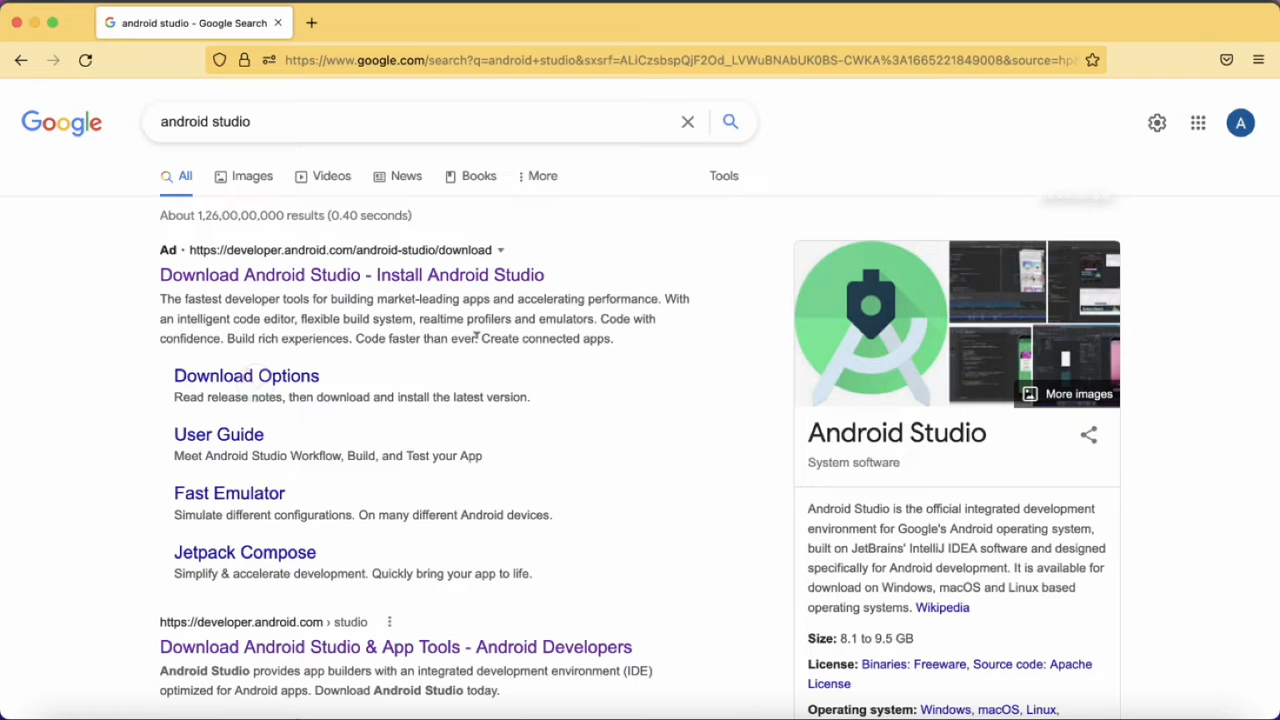 android studio - Google Search
https://www.google.com/search?q=android+studio&sxsrf=ALiCzsbspQjF2Od_LVWuBNAbUK0BS-CWKA%3A1665221849008&source=hp
Google
android studio
A
All
Images
Videos
News
Books
More
Tools
About 1,26,00,00,000 results (0.40 seconds)
Ad · https://developer.android.com/android-studio/download
Download Android Studio - Install Android Studio
The fastest developer tools for building market-leading apps and accelerating performance. With
an intelligent code editor, flexible build system, realtime profilers and emulators. Code with
confidence. Build rich experiences. Code faster than ever. Create connected apps.
Download Options
Read release notes, then download and install the latest version.
User Guide
Meet Android Studio Workflow, Build, and Test your App
Fast Emulator
Simulate different configurations. On many different Android devices.
Jetpack Compose
Simplify & accelerate development. Quickly bring your app to life.
https://developer.android.com › studio
Download Android Studio & App Tools - Android Developers
Android Studio provides app builders with an integrated development environment (IDE)
optimized for Android apps. Download Android Studio today.
More images
Android Studio
System software
Android Studio is the official integrated development
environment for Google's Android operating system,
built on JetBrains' IntelliJ IDEA software and designed
specifically for Android development. It is available for
download on Windows, macOS and Linux based
operating systems. Wikipedia
Size: 8.1 to 9.5 GB
License: Binaries: Freeware, Source code: Apache
License
Operating system: Windows, macOS, Linux,